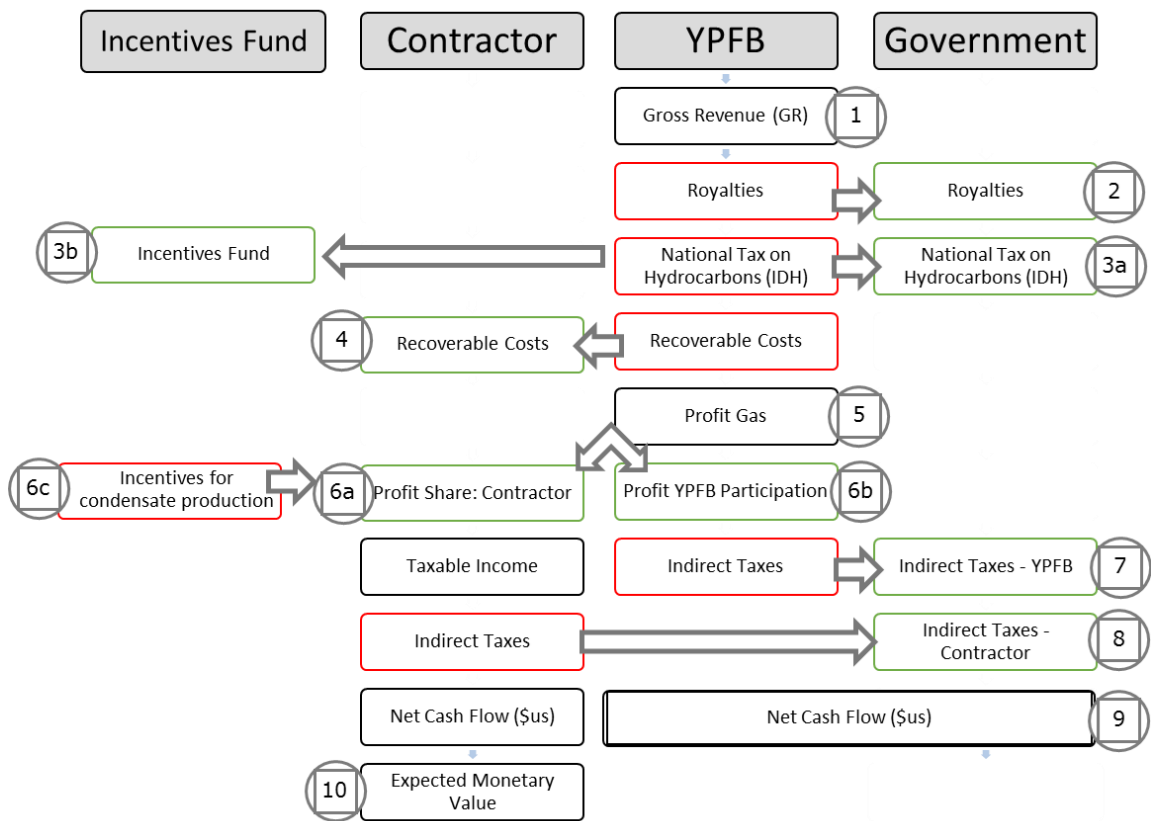 Incentives Fund
Contractor
YPFB
Government
Gross Revenue (GR)
1
Royalties
Royalties
2
3b
Incentives Fund
National Tax on
Hydrocarbons (IDH)
National Tax on
Hydrocarbons (IDH)
3a
4
Recoverable Costs
Recoverable Costs
Profit Gas
5
6c
Incentives for
condensate production
6a
Profit Share: Contractor
Profit YPFB Participation
6b
Taxable Income
Indirect Taxes
Indirect Taxes - YPFB
7
Indirect Taxes
Indirect Taxes -
Contractor
8
Net Cash Flow ($us)
Net Cash Flow ($us)
9
10
Expected Monetary
Value